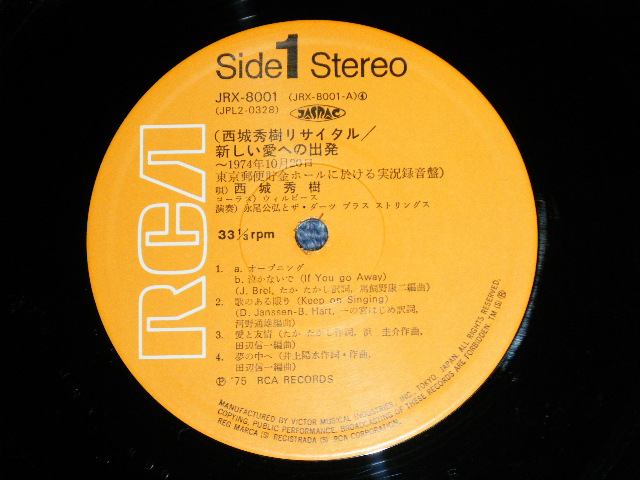 Side 1 Stereo
JRX-8001 (JRX-8001-A)④
(JPL2-0328) JASRAC
(西城秀樹リサイタル/
新しい愛への出発
〜1974年10月20日
東京郵便貯金ホールに於ける実況録音盤)
唄) 西城秀樹
コーラス) ウィルビーズ
演奏) 永尾公弘とザ・ダーツ プラス ストリングス
33 1/3 rpm
RCA
1. a. オープニング
b. 泣かないで (If You go Away)
(J. Brel, たか たかし訳詞, 馬飼野康二編曲)
2. 歌のある限り (Keep on Singing)
(D. Janssen-B. Hart, 一の宮はじめ訳詞,
河野通雄編曲)
3. 愛と友情 (たか たかし作詞, 浜 圭介作曲,
田辺信一編曲)
4. 夢の中へ (井上陽水作詞・作曲,
田辺信一編曲)
Ⓟ '75 RCA RECORDS
MANUFACTURED BY VICTOR MUSICAL INDUSTRIES, INC. TOKYO, JAPAN. ALL RIGHTS RESERVED,
COPYING, PUBLIC PERFORMANCE, BROADCASTING OF THESE RECORDS ARE FORBIDDEN TM Ⓢ Ⓡ
REG MARCA Ⓢ REGISTRADA Ⓢ RCA CORPORATION.